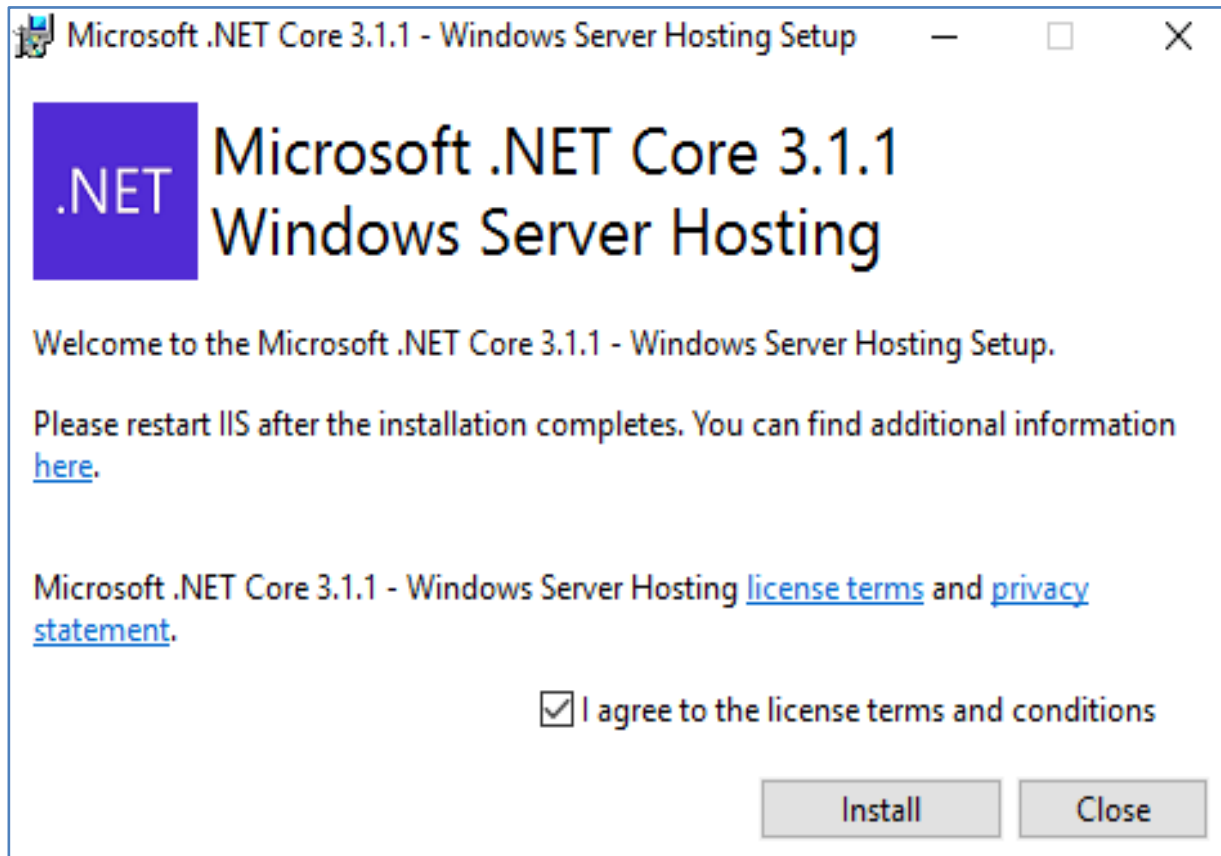 Microsoft .NET Core 3.1.1 - Windows Server Hosting Setup
.NET
Microsoft .NET Core 3.1.1
Windows Server Hosting
Welcome to the Microsoft .NET Core 3.1.1 - Windows Server Hosting Setup.
Please restart IIS after the installation completes. You can find additional information
here.
Microsoft .NET Core 3.1.1 - Windows Server Hosting license terms and privacy
statement.
I agree to the license terms and conditions
Install
Close